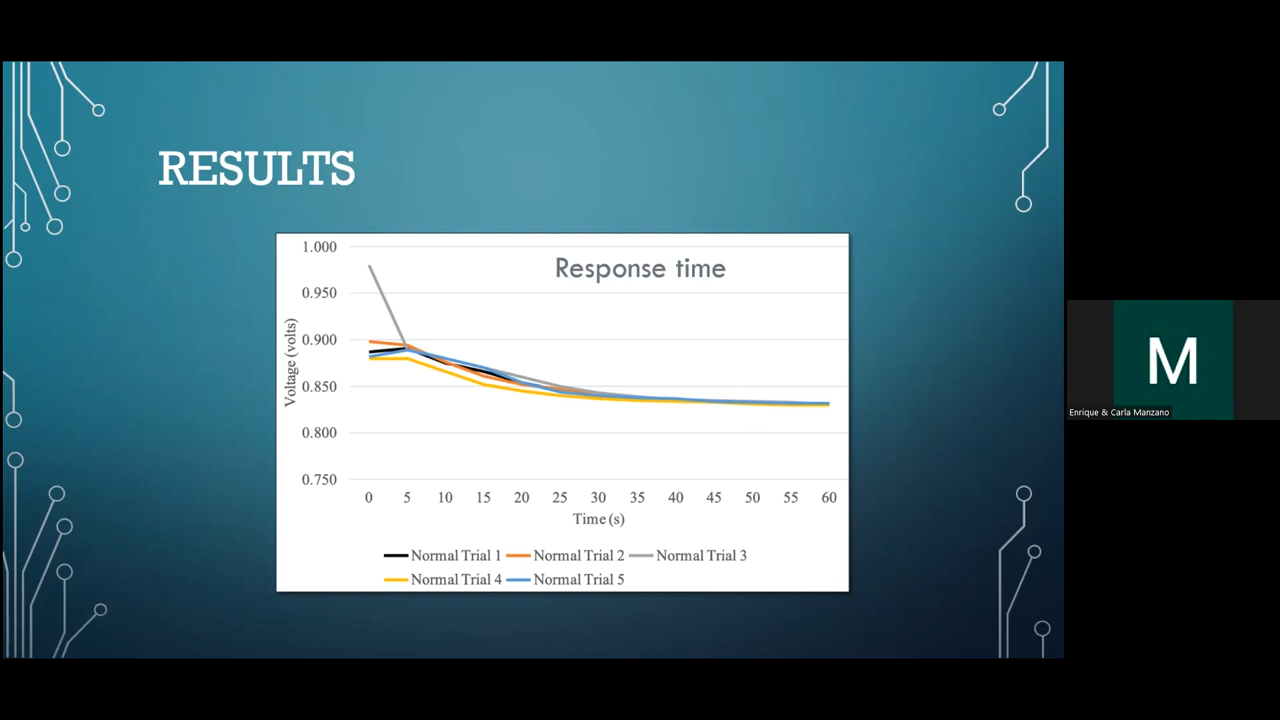 RESULTS
Response time
Voltage (volts)
1.000
0.950
0.900
0.850
0.800
0.750
0 5 10 15 20 25 30 35 40 45 50 55 60
Time (s)
Normal Trial 1 Normal Trial 2 Normal Trial 3
Normal Trial 4 Normal Trial 5
M
Enrique & Carla Manzano